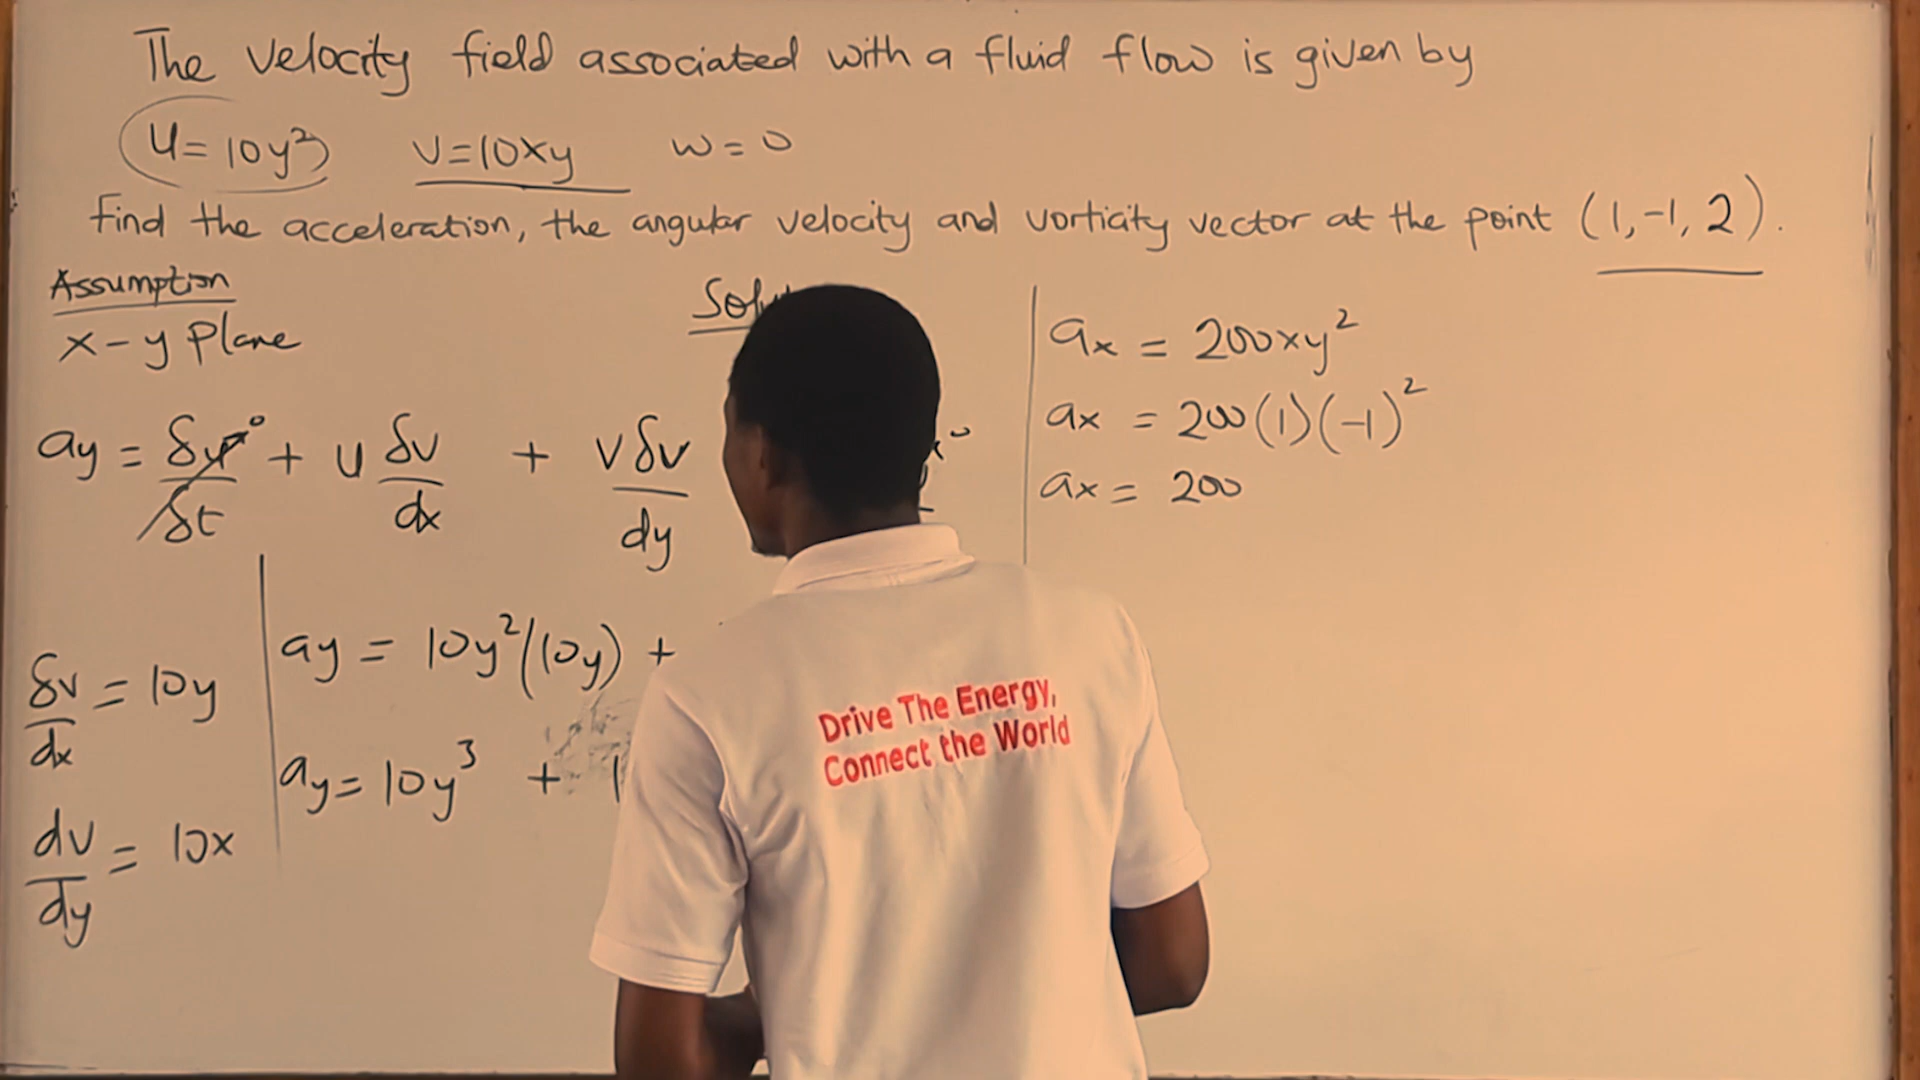 The velocity field associated with a fluid flow is given by
u = 10y² v = 10xy w = 0
find the acceleration, the angular velocity and vorticity vector at the point (1, -1, 2).
Assumption
x - y plane
ay = δv/δt⁰ + u δv/dx + v δv/dy
δv/dx = 10y
dv/dy = 10x
ay = 10y²(10y) +
ay = 10y³ +
ax = 200xy²
ax = 200(1)(-1)²
ax = 200
Drive The Energy,
Connect the World